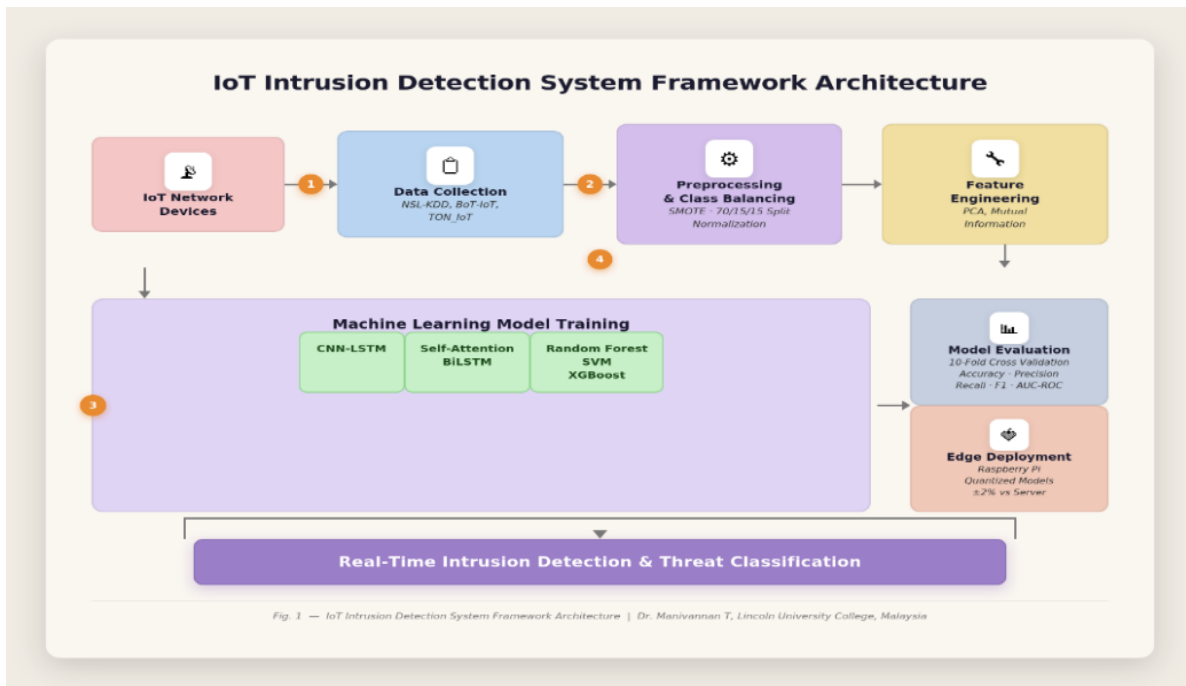 IoT Intrusion Detection System Framework Architecture
IoT Network
Devices
1
Data Collection
NSL-KDD, BoT-IoT,
TON_IoT
2
Preprocessing
& Class Balancing
SMOTE · 70/15/15 Split
Normalization
Feature
Engineering
PCA, Mutual
Information
4
Machine Learning Model Training
CNN-LSTM
Self-Attention
BiLSTM
Random Forest
SVM
XGBoost
3
Model Evaluation
10-Fold Cross Validation
Accuracy · Precision
Recall · F1 · AUC-ROC
Edge Deployment
Raspberry Pi
Quantized Models
±2% vs Server
Real-Time Intrusion Detection & Threat Classification
Fig. 1 — IoT Intrusion Detection System Framework Architecture | Dr. Manivannan T, Lincoln University College, Malaysia